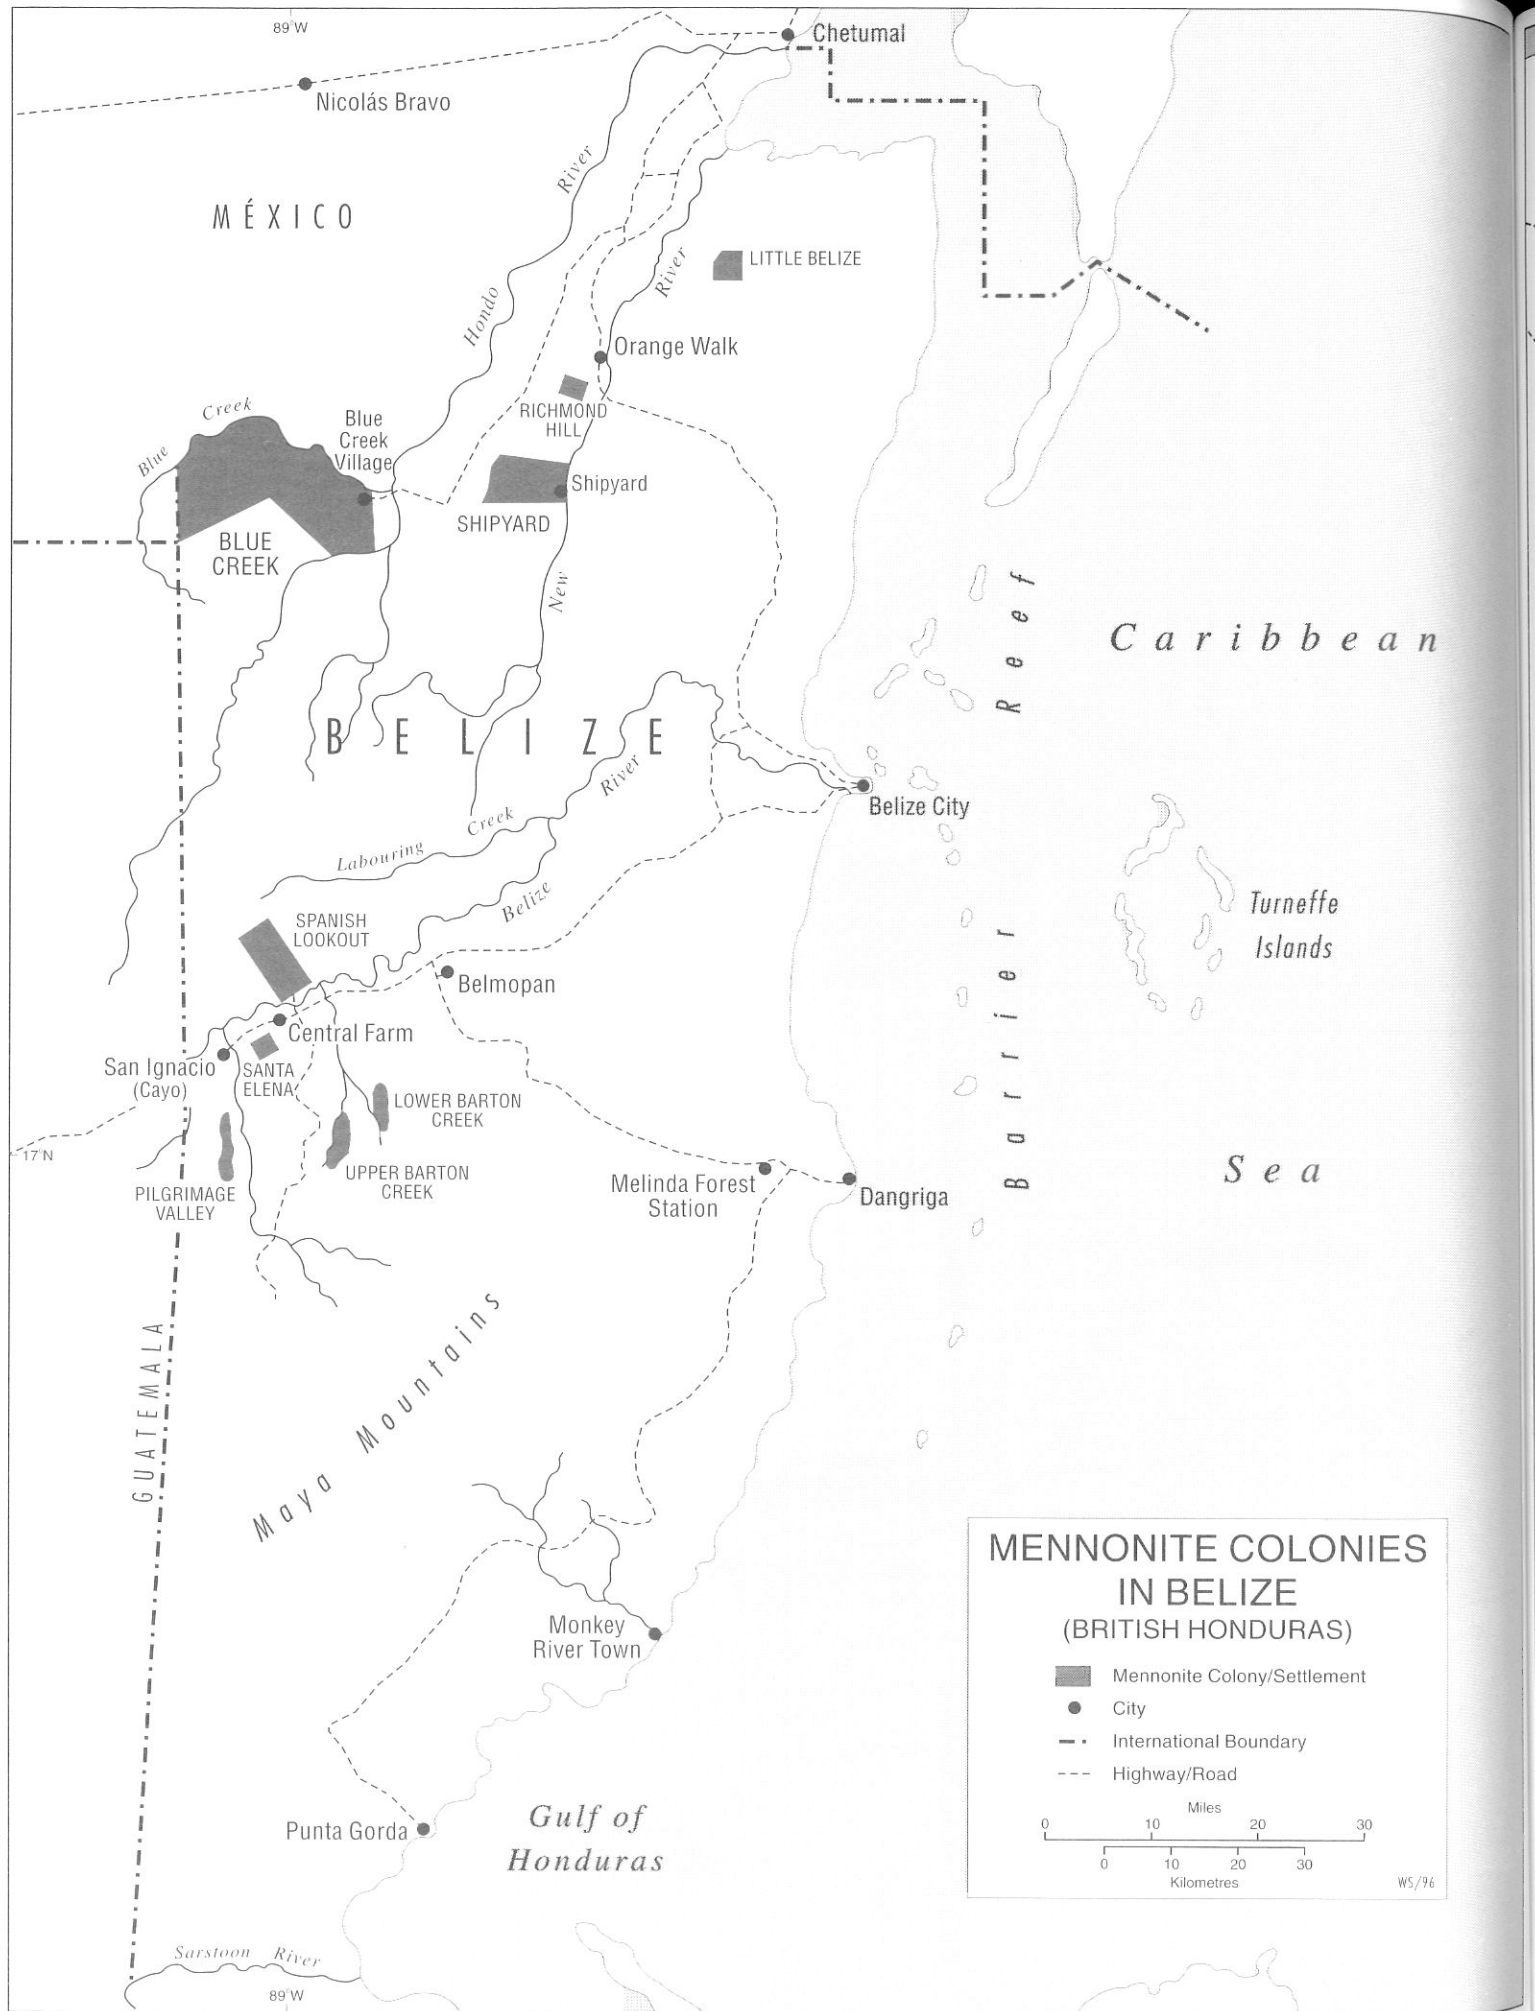 89°W
Chetumal
Nicolás Bravo
MÉXICO
Hondo River
River
LITTLE BELIZE
Orange Walk
RICHMOND
HILL
Blue Creek
Blue
Creek
Village
Shipyard
SHIPYARD
BLUE
CREEK
New
Reef
Caribbean
BELIZE
River
Belize City
Labouring Creek
Belize
Turneffe
Islands
SPANISH
LOOKOUT
Belmopan
Central Farm
San Ignacio
(Cayo)
SANTA
ELENA
LOWER BARTON
CREEK
Barrier
17°N
UPPER BARTON
CREEK
PILGRIMAGE
VALLEY
Melinda Forest
Station
Dangriga
Sea
GUATEMALA
Maya Mountains
Monkey
River Town
Punta Gorda
Gulf of
Honduras
Sarstoon River
89°W
MENNONITE COLONIES
IN BELIZE
(BRITISH HONDURAS)
Mennonite Colony/Settlement
City
International Boundary
Highway/Road
Miles
0 10 20 30
0 10 20 30
Kilometres
WS/96